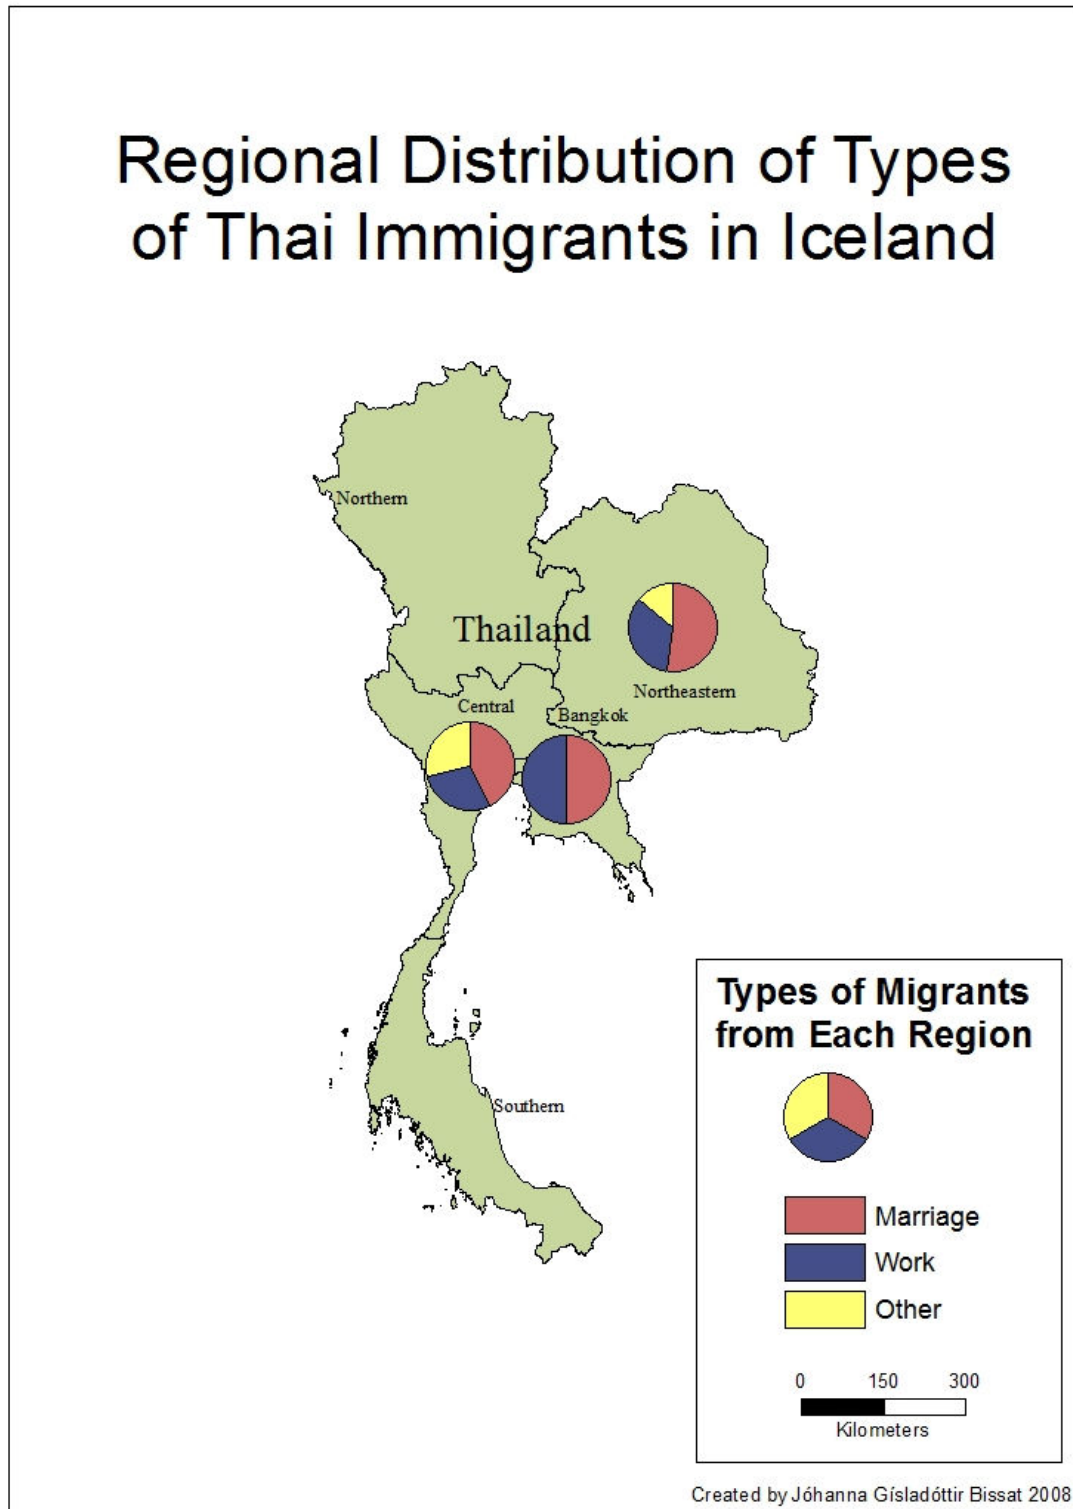 Regional Distribution of Types
of Thai Immigrants in Iceland
Northern
Thailand
Northeastern
Central
Bangkok
Southern
Types of Migrants
from Each Region
Marriage
Work
Other
0 150 300
Kilometers
Created by Jóhanna Gísladóttir Bissat 2008